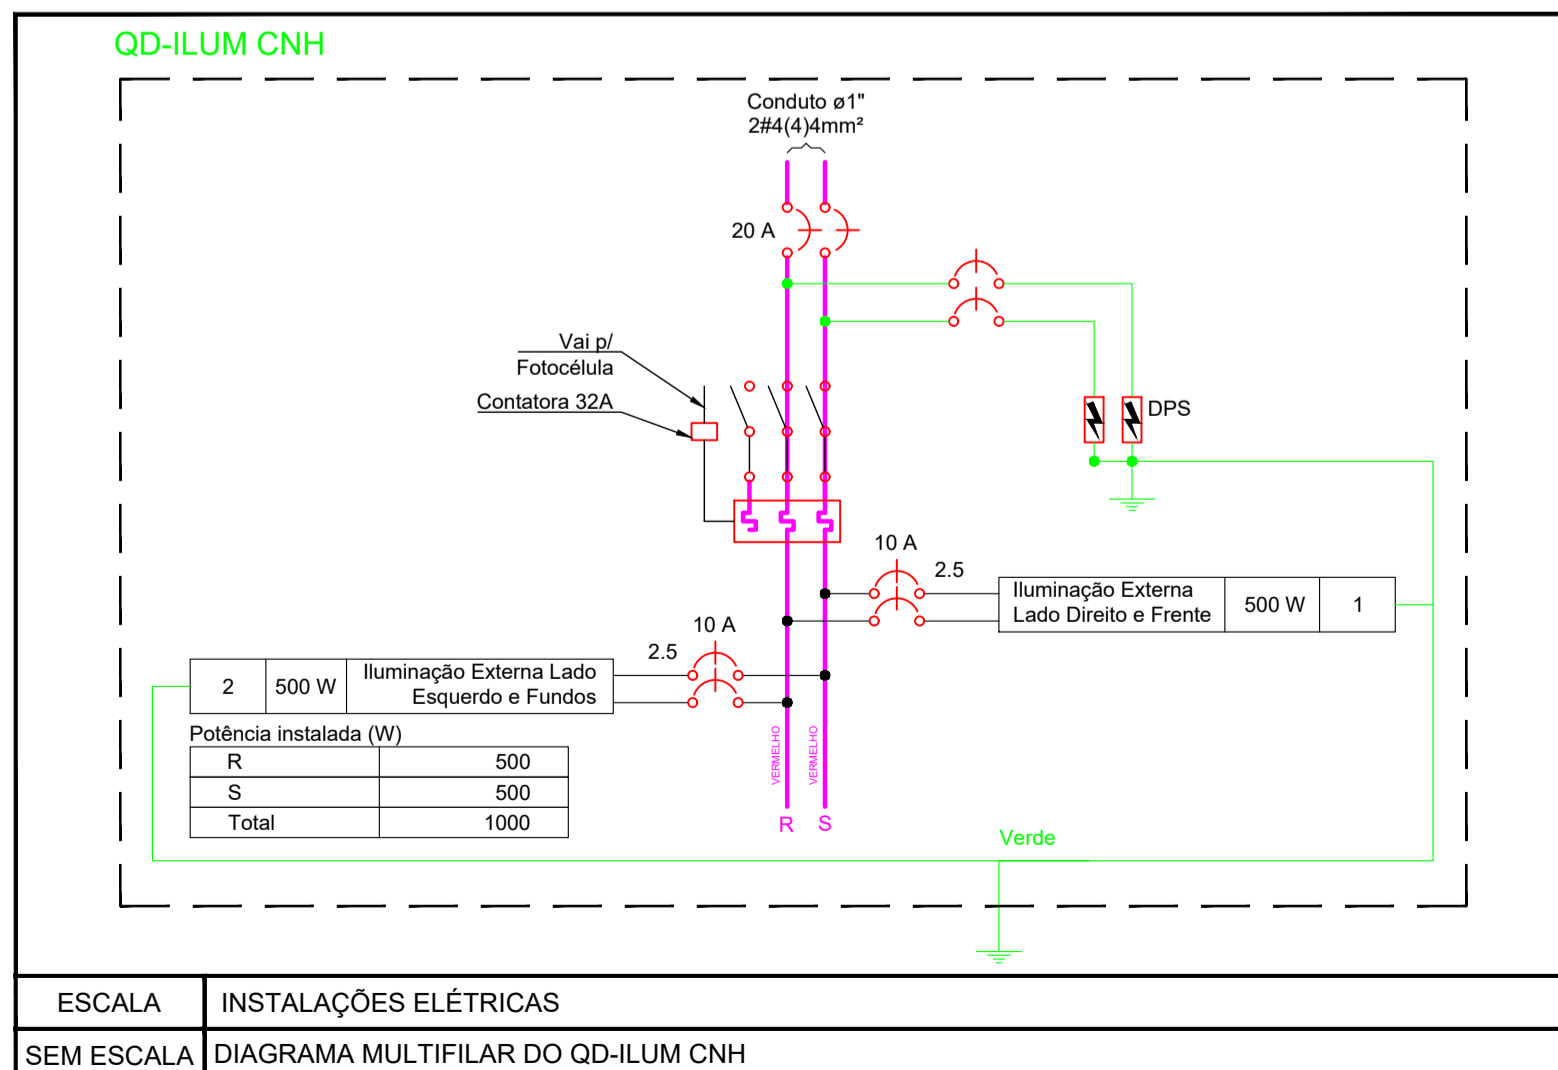 QD-ILUM CNH
Conduto ø1"
2#4(4)4mm²
20 A
Vai p/
Fotocélula
Contatora 32A
DPS
10 A
2.5
Iluminação Externa
Lado Direito e Frente
500 W
1
10 A
2.5
2
500 W
Iluminação Externa Lado
Esquerdo e Fundos
Potência instalada (W)
R 500
S 500
Total 1000
VERMELHO
VERMELHO
R
S
Verde
ESCALA
INSTALAÇÕES ELÉTRICAS
SEM ESCALA
DIAGRAMA MULTIFILAR DO QD-ILUM CNH